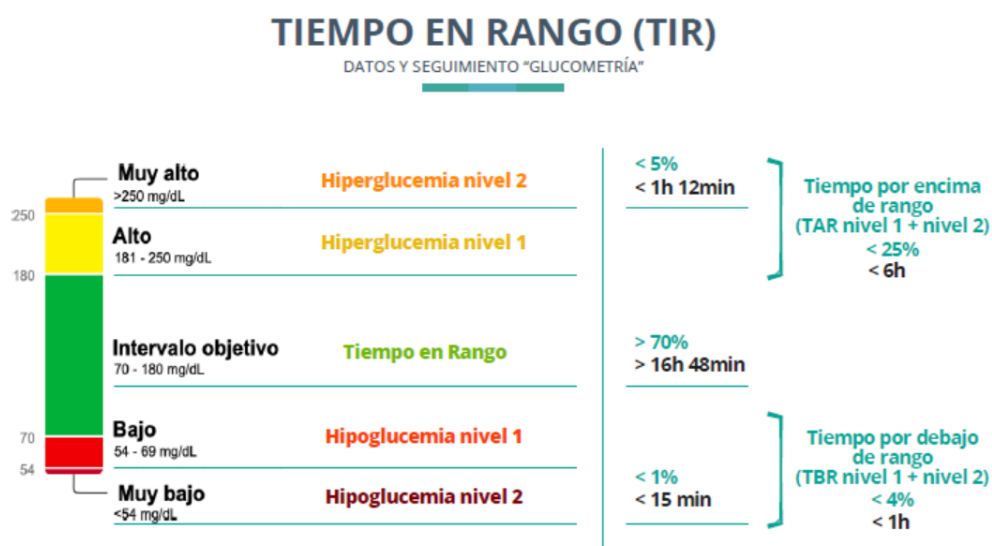 TIEMPO EN RANGO (TIR)
DATOS Y SEGUIMIENTO “GLUCOMETRÍA”
Muy alto
>250 mg/dL
Hiperglucemia nivel 2
< 5%
< 1h 12min
250
Alto
181 - 250 mg/dL
Hiperglucemia nivel 1
Tiempo por encima
de rango
(TAR nivel 1 + nivel 2)
< 25%
< 6h
180
Intervalo objetivo
70 - 180 mg/dL
Tiempo en Rango
> 70%
> 16h 48min
70
Bajo
54 - 69 mg/dL
Hipoglucemia nivel 1
54
Muy bajo
<54 mg/dL
Hipoglucemia nivel 2
< 1%
< 15 min
Tiempo por debajo
de rango
(TBR nivel 1 + nivel 2)
< 4%
< 1h